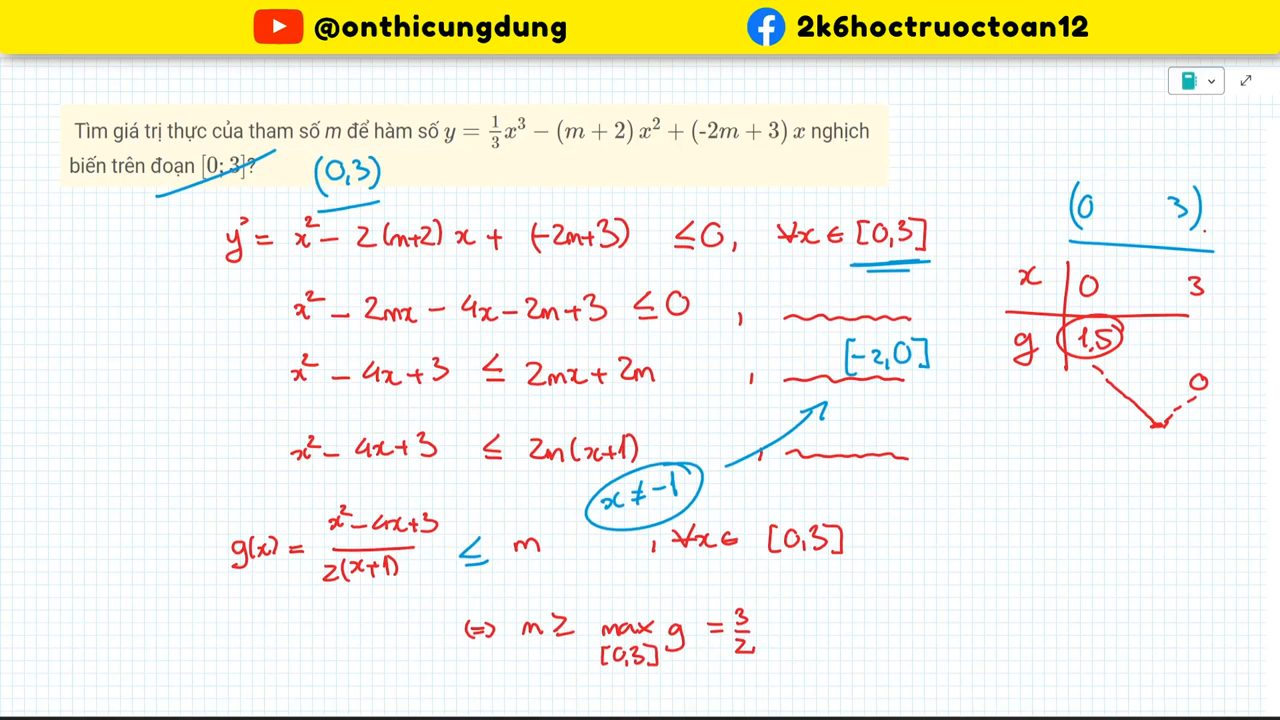 @onthicungdung
2k6hoctruoctoan12
Tìm giá trị thực của tham số m để hàm số y = 1/3 x³ − (m + 2) x² + (-2m + 3) x nghịch
biến trên đoạn [0; 3]?
(0,3)
(0 3).
y' = x² − 2(m+2) x + (−2m+3) ≤ 0, ∀x ∈ [0,3]
x 0 3
g 1,5 0
x² − 2mx − 4x − 2m + 3 ≤ 0 ,
[−2,0]
x² − 4x + 3 ≤ 2mx + 2m ,
x² − 4x + 3 ≤ 2m(x+1) ,
x ≠ −1
g(x) = x² − 4x + 3 / 2(x+1) ≤ m , ∀x ∈ [0,3]
⇔ m ≥ max [0,3] g = 3/2